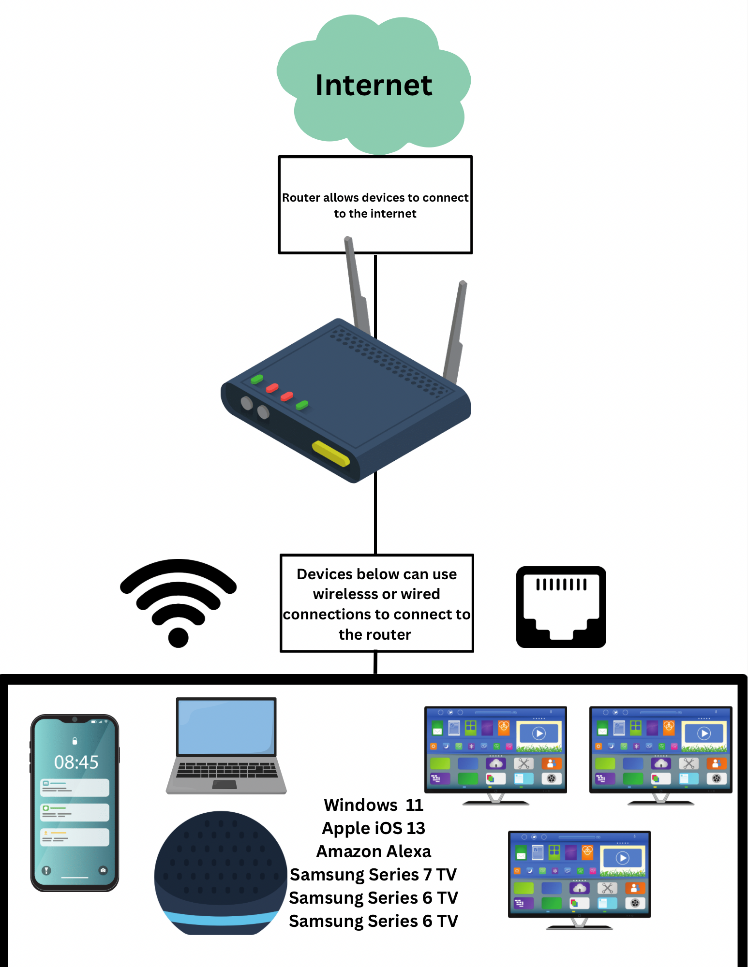 Internet
Router allows devices to connect
to the internet
Devices below can use
wirelesss or wired
connections to connect to
the router
08:45
Windows 11
Apple iOS 13
Amazon Alexa
Samsung Series 7 TV
Samsung Series 6 TV
Samsung Series 6 TV